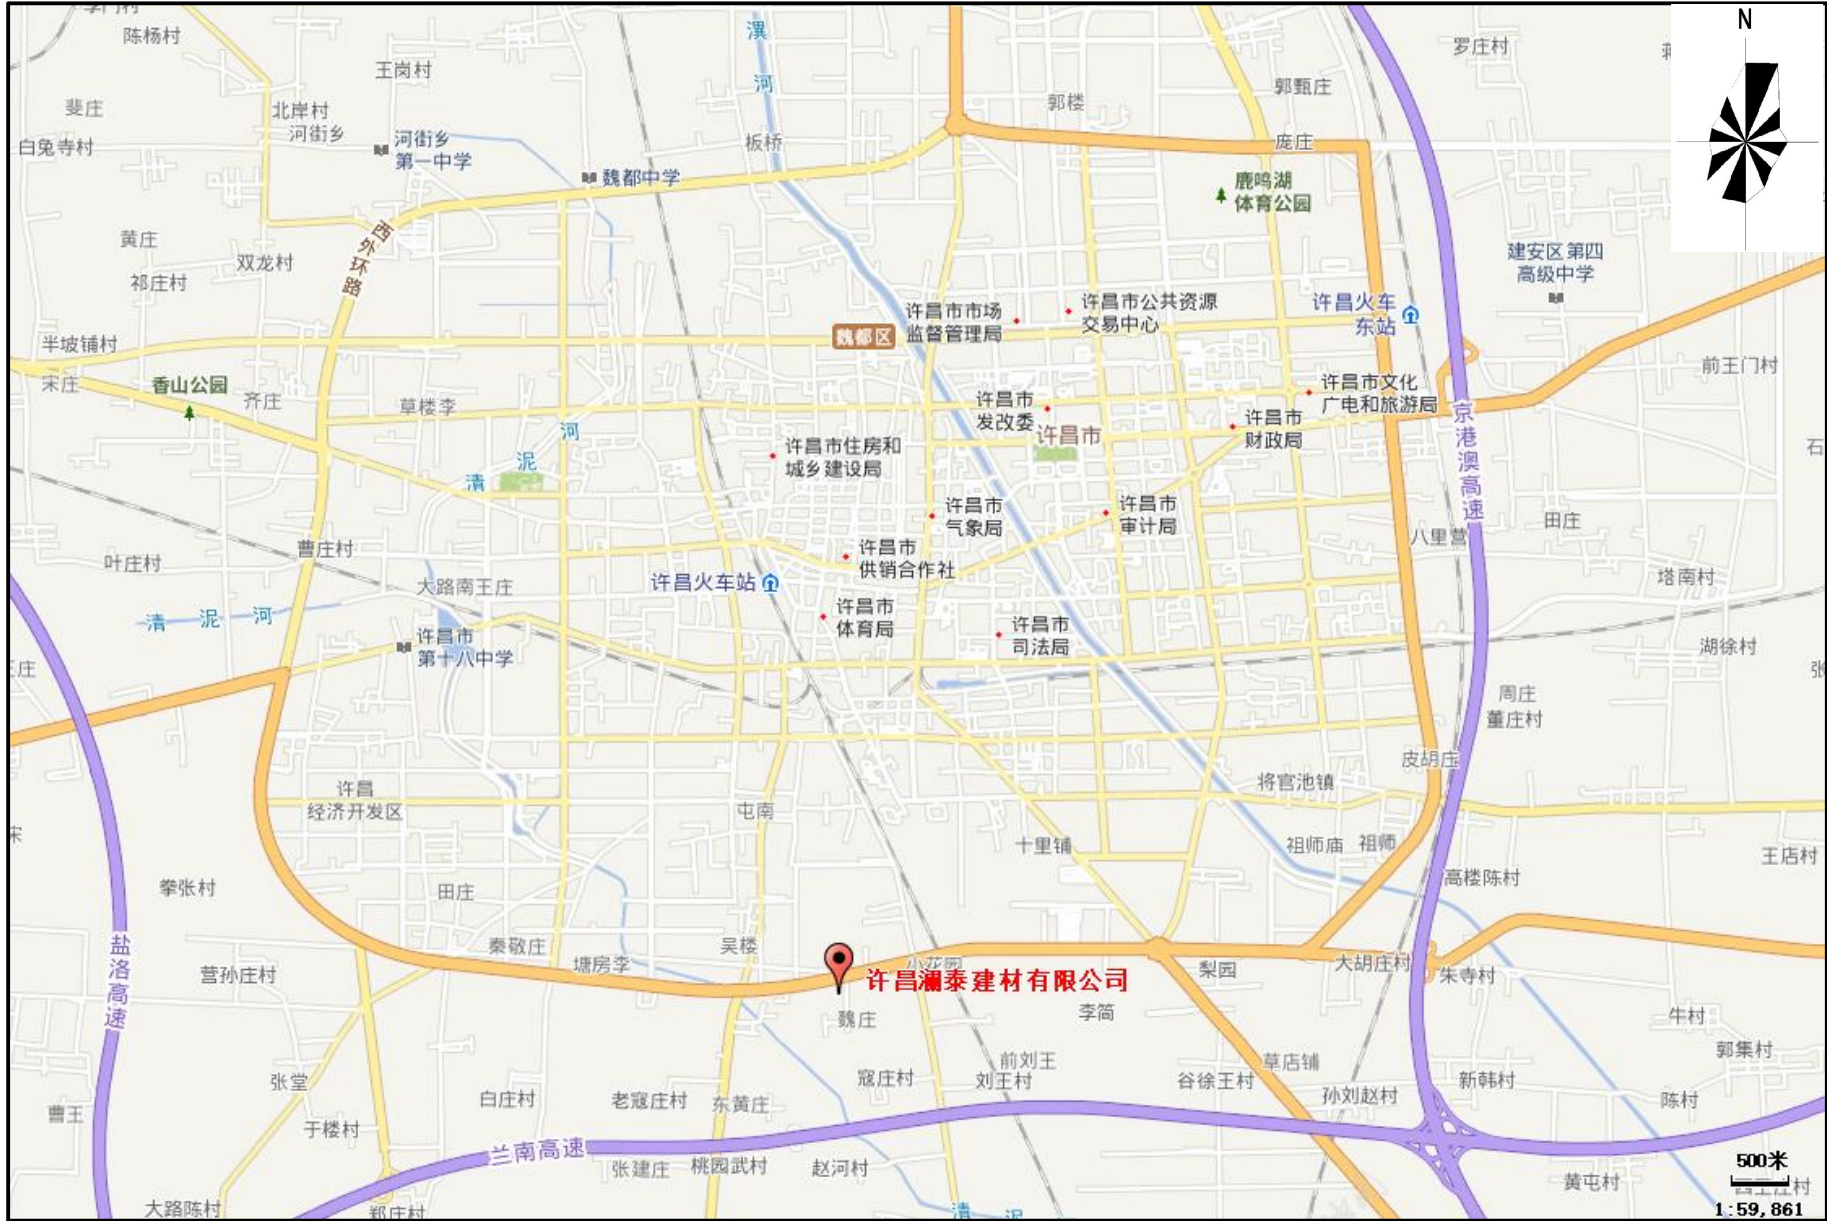 陈杨村
王岗村
斐庄
北岸村
河街乡
白兔寺村
河街乡
第一中学
魏都中学
漯
河
板桥
郭楼
郭甄庄
庞庄
罗庄村
N
鹿鸣湖
体育公园
建安区第四
高级中学
黄庄
双龙村
祁庄村
西外环路
半坡铺村
宋庄
香山公园
齐庄
草楼李
魏都区
许昌市市场
监督管理局
许昌市公共资源
交易中心
许昌火车
东站
前王门村
许昌市文化
广电和旅游局
许昌市
发改委
许昌市
许昌市
财政局
京港澳高速
石
河
泥
清
许昌市住房和
城乡建设局
许昌市
气象局
许昌市
审计局
田庄
八里营
塔南村
曹庄村
叶庄村
大路南王庄
许昌火车站
许昌市
供销合作社
许昌市
体育局
许昌市
司法局
清 泥 河
许昌市
第十八中学
湖徐村
张
周庄
董庄村
皮胡庄
将官池镇
许昌
经济开发区
屯南
十里铺
祖师庙
祖师
王店村
高楼陈村
拳张村
田庄
秦敬庄
塘房李
吴楼
小花园
许昌澜泰建材有限公司
梨园
大胡庄村
朱寺村
盐洛高速
营孙庄村
魏庄
李简
牛村
郭集村
前刘王
刘王村
草店铺
谷徐王村
新韩村
孙刘赵村
陈村
张堂
白庄村
老寇庄村
东黄庄
寇庄村
曹王
于楼村
兰南高速
张建庄
桃园武村
赵河村
黄屯村
500米
1:59,861
大路陈村
郑庄村
清 泥